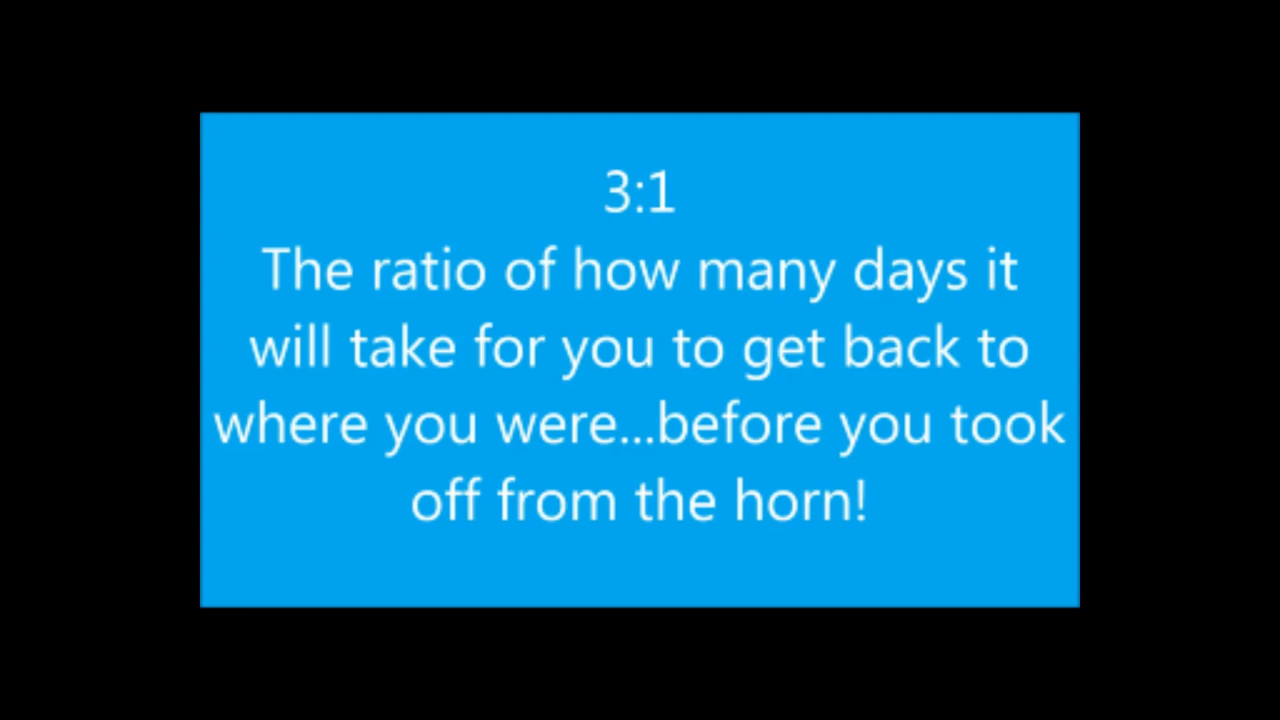 3:1
The ratio of how many days it
will take for you to get back to
where you were...before you took
off from the horn!